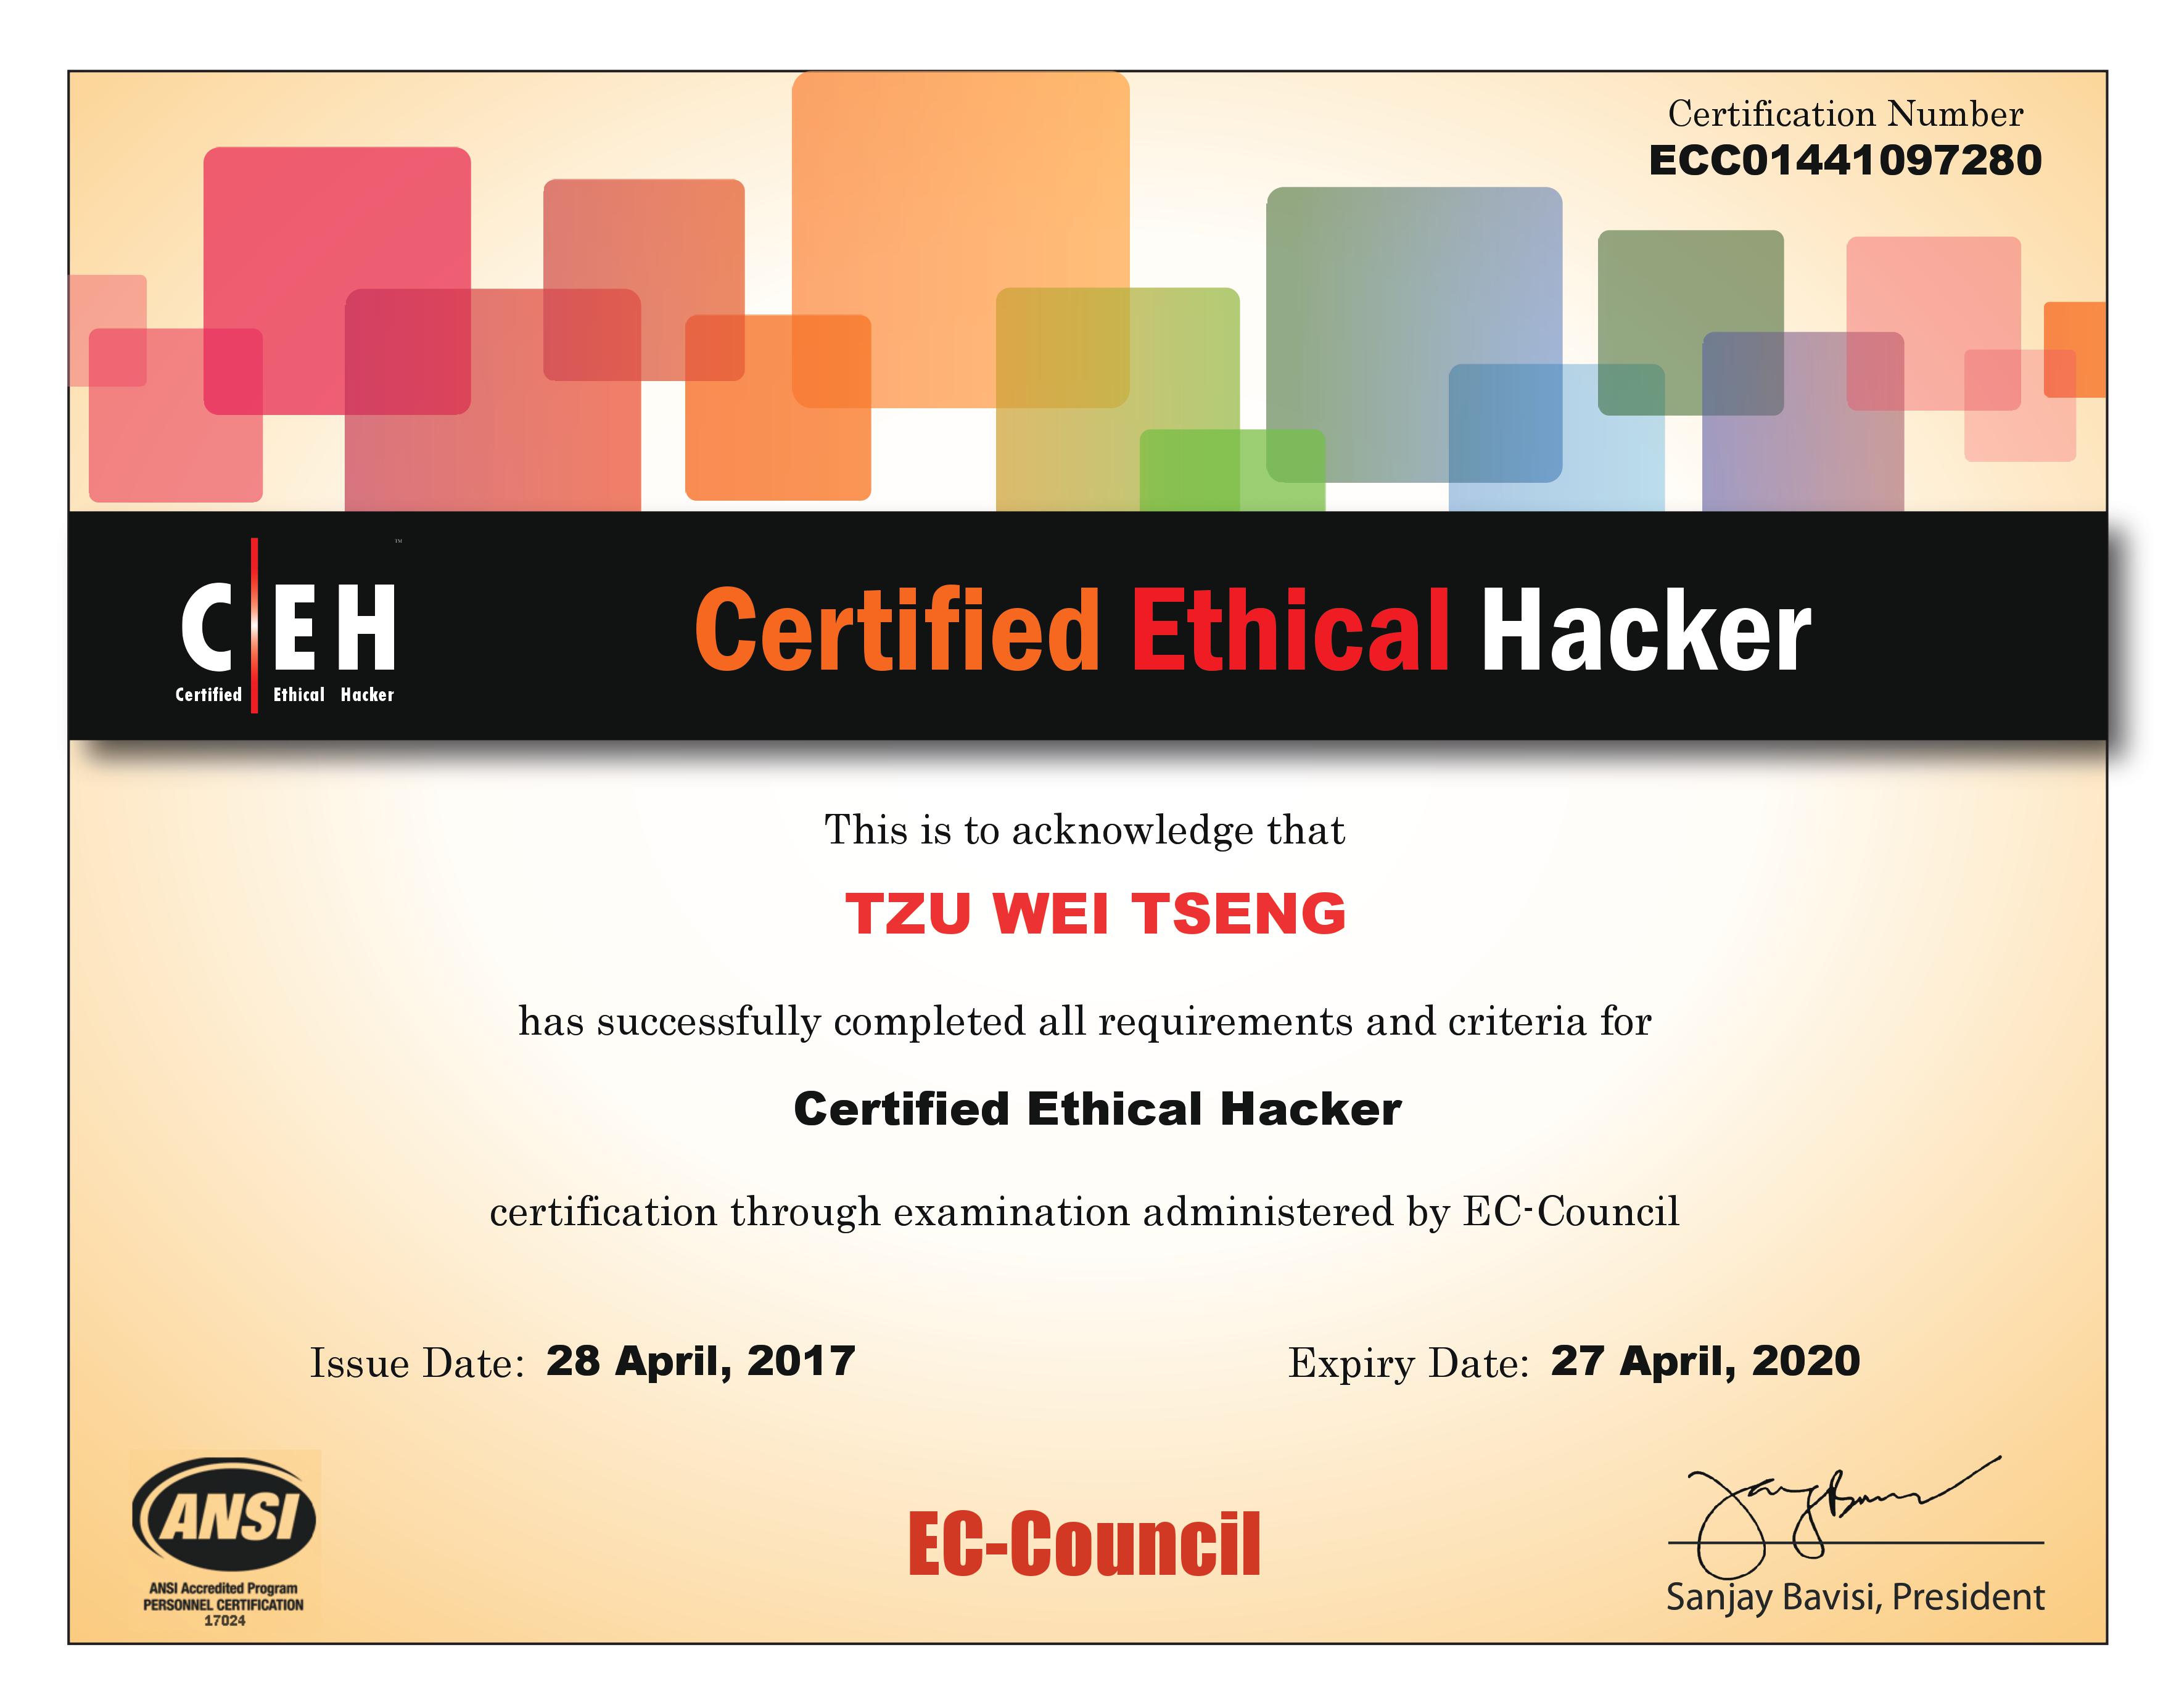 Certification Number
ECC01441097280
C EH ™
Certified Ethical Hacker
Certified Ethical Hacker
This is to acknowledge that
TZU WEI TSENG
has successfully completed all requirements and criteria for
Certified Ethical Hacker
certification through examination administered by EC-Council
Issue Date: 28 April, 2017
Expiry Date: 27 April, 2020
ANSI
ANSI Accredited Program
PERSONNEL CERTIFICATION
17024
EC-Council
Sanjay Bavisi, President